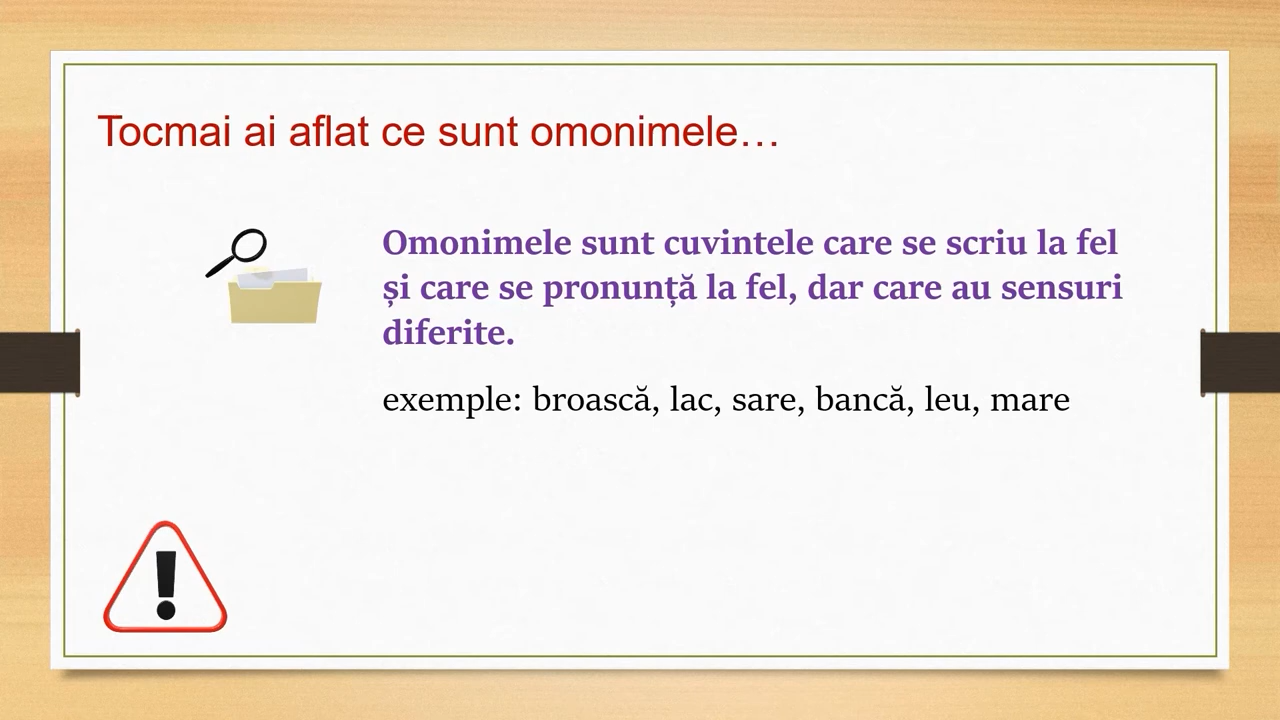 Tocmai ai aflat ce sunt omonimele…
Omonimele sunt cuvintele care se scriu la fel
și care se pronunță la fel, dar care au sensuri
diferite.
exemple: broască, lac, sare, bancă, leu, mare